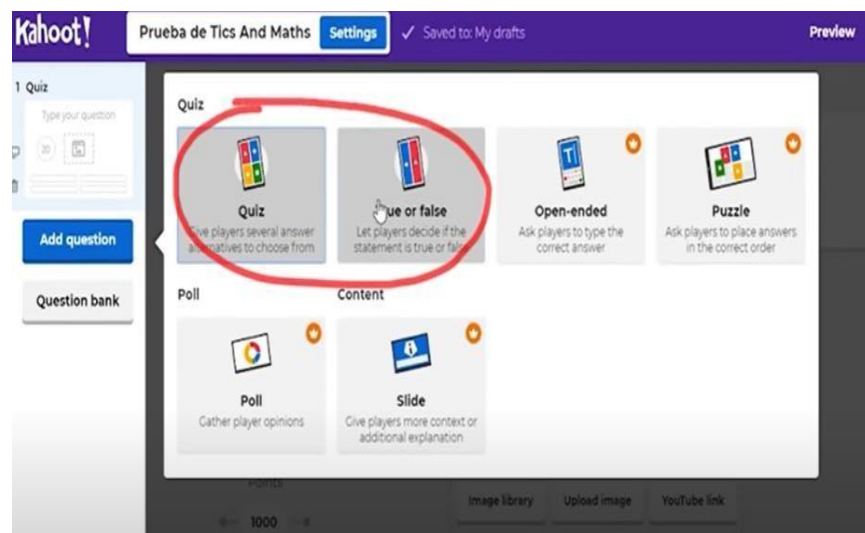 Kahoot!
Prueba de Tics And Maths
Settings
✓ Saved to: My drafts
Preview
1 Quiz
Type your question
20
Add question
Question bank
Quiz
Quiz
Give players several answer
alternatives to choose from
True or false
Let players decide if the
statement is true or false
Open-ended
Ask players to type the
correct answer
Puzzle
Ask players to place answers
in the correct order
Poll
Content
Poll
Gather player opinions
Slide
Give players more context or
additional explanation
Points
1000
Image library
Upload image
YouTube link